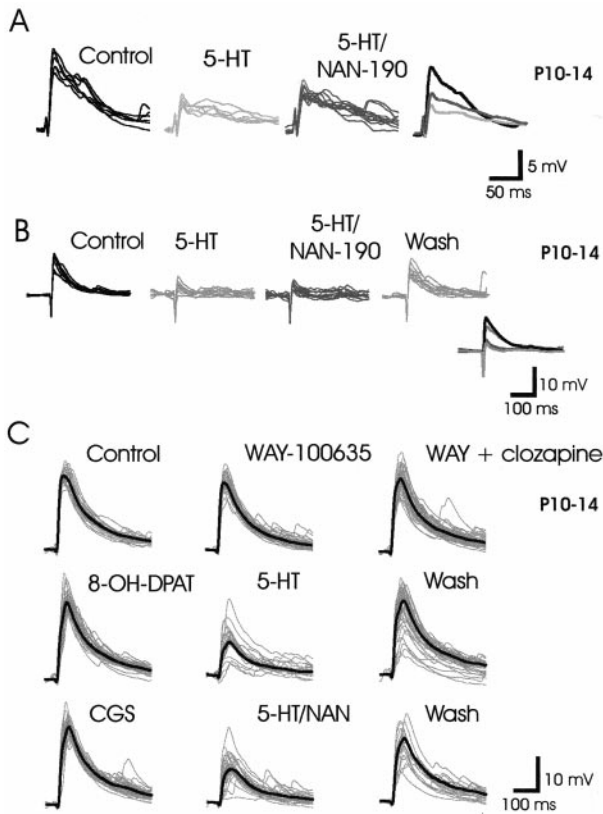 A
Control
5-HT
5-HT/
NAN-190
P10-14
5 mV
50 ms
B
Control
5-HT
5-HT/
NAN-190
Wash
P10-14
10 mV
100 ms
C
Control
WAY-100635
WAY + clozapine
P10-14
8-OH-DPAT
5-HT
Wash
CGS
5-HT/NAN
Wash
10 mV
100 ms